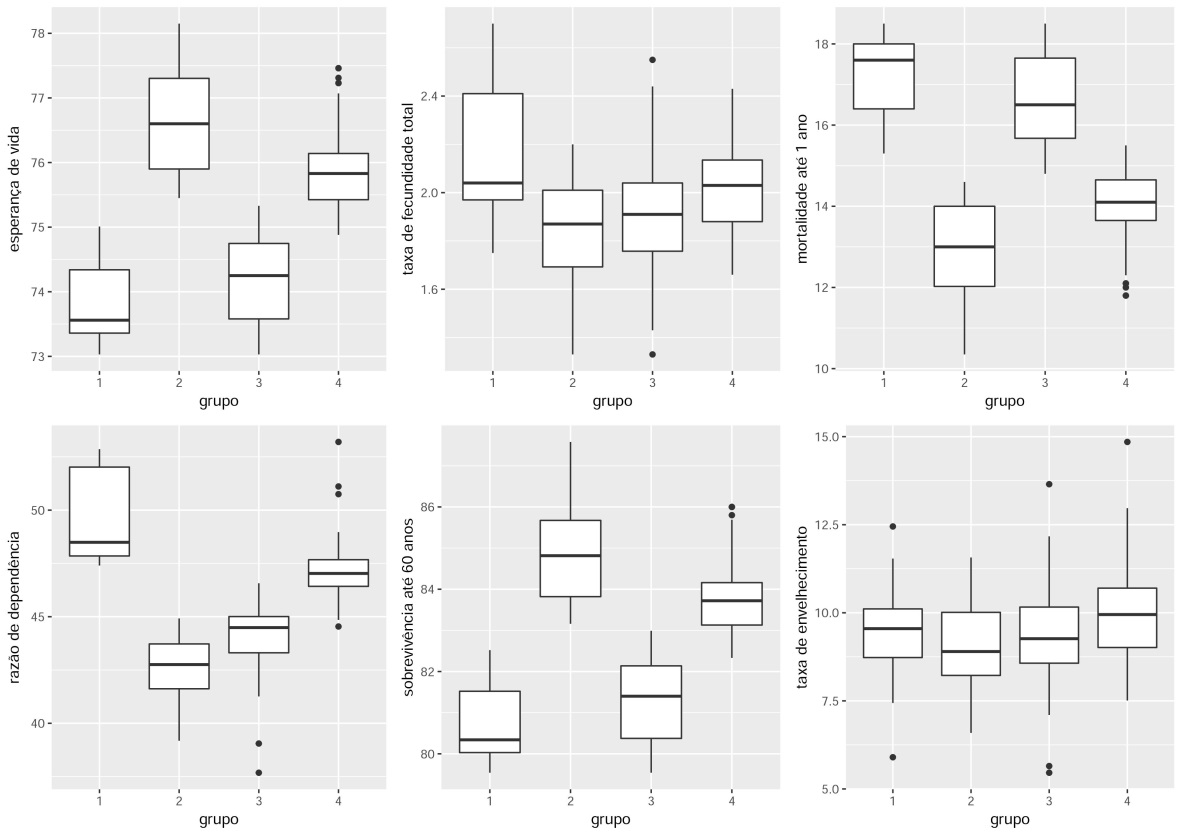 esperança de vida
78
77
76
75
74
73
1 2 3 4
grupo
taxa de fecundidade total
2.4
2.0
1.6
1 2 3 4
grupo
mortalidade até 1 ano
18
16
14
12
10
1 2 3 4
grupo
razão de dependência
50
45
40
1 2 3 4
grupo
sobrevivência até 60 anos
86
84
82
80
1 2 3 4
grupo
taxa de envelhecimento
15.0
12.5
10.0
7.5
5.0
1 2 3 4
grupo